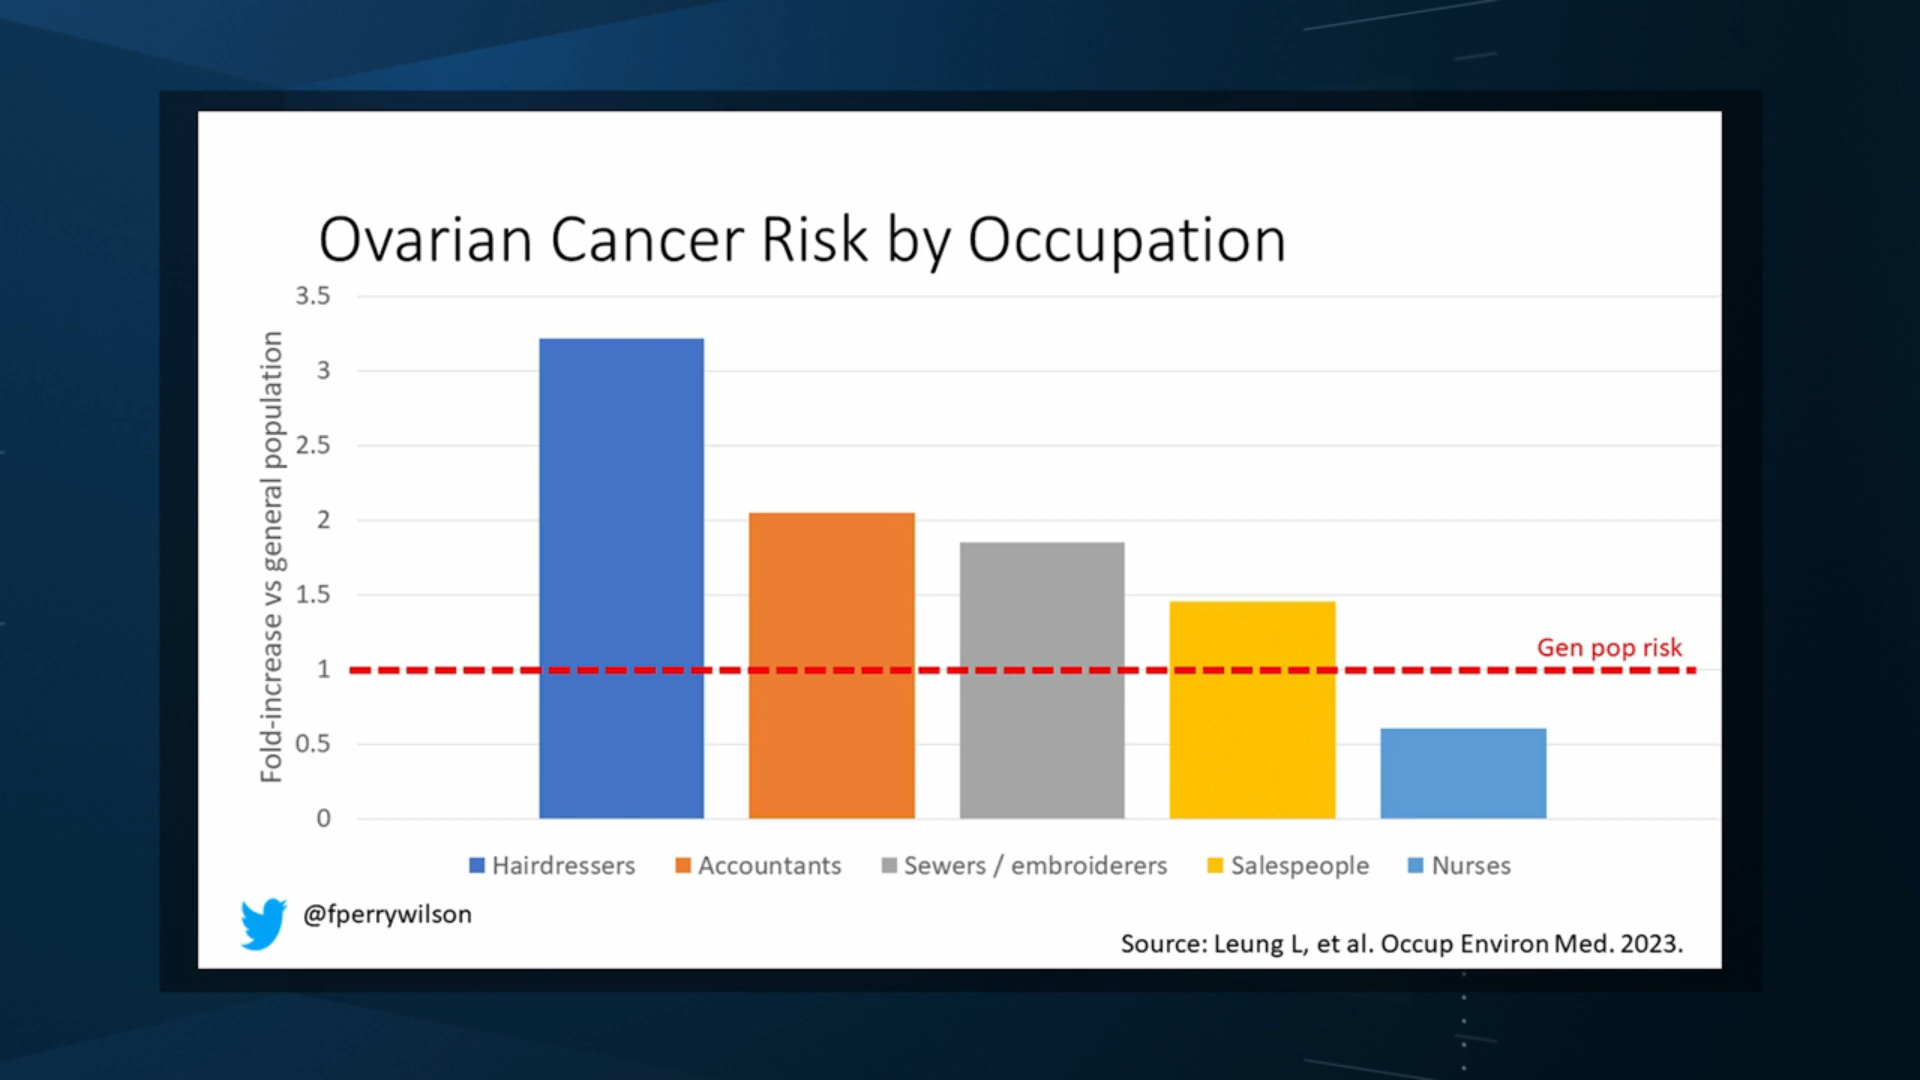 Ovarian Cancer Risk by Occupation
Fold-increase vs general population
3.5
3
2.5
2
1.5
1
0.5
0
Gen pop risk
Hairdressers
Accountants
Sewers / embroiderers
Salespeople
Nurses
@fperrywilson
Source: Leung L, et al. Occup Environ Med. 2023.